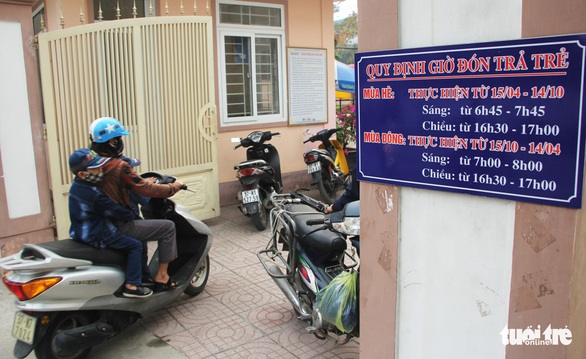 QUY ĐỊNH GIỜ ĐÓN TRẢ TRẺ
MÙA HÈ: THỰC HIỆN TỪ 15/04 - 14/10
Sáng: từ 6h45 - 7h45
Chiều: từ 16h30 - 17h00
MÙA ĐÔNG: THỰC HIỆN TỪ 15/10 - 14/04
Sáng: từ 7h00 - 8h00
Chiều: từ 16h30 - 17h00
tuổi trẻ
online